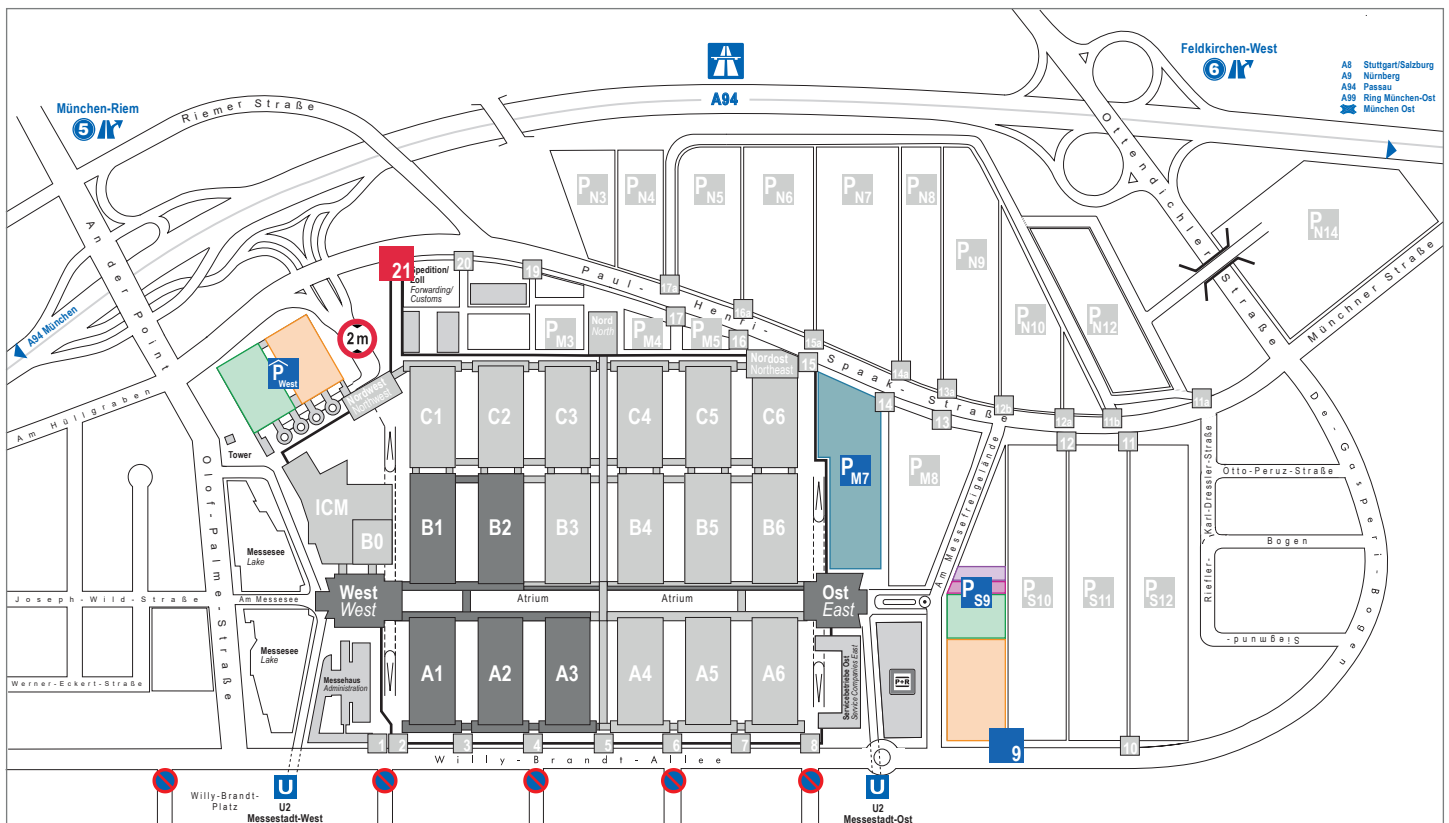 Feldkirchen-West
6
A8 Stuttgart/Salzburg
A9 Nürnberg
A94 Passau
A99 Ring München-Ost
München Ost
A94
München-Riem
5
Riemer Straße
Ottendichler Straße
An der Point
A94 München
Am Hüllgraben
P N3
P N4
P N5
P N6
P N7
P N8
P N9
P N10
P N12
P N14
Münchner Straße
Paul-Henri-Spaak-Straße
21
20
19
17a
17
16a
16
15a
15
14a
14
13a
13
12b
12a
12
11b
11
11a
Spedition/
Zoll
Forwarding/
Customs
P M3
Nord
North
P M4
P M5
Nordost
Northeast
2 m
P West
Nordwest
Northwest
Tower
C1
C2
C3
C4
C5
C6
P M7
P M8
Am Messefreigelände
De-Gasperi-Bogen
Karl-Dressler-Straße
Otto-Peruz-Straße
Bogen
Riefler-
Siegmund-
Olof-Palme-Straße
ICM
B0
B1
B2
B3
B4
B5
B6
Messesee
Lake
Am Messesee
Joseph-Wild-Straße
West
West
Atrium
Atrium
Ost
East
P S9
P S10
P S11
P S12
Messesee
Lake
Werner-Eckert-Straße
Messehaus
Administration
A1
A2
A3
A4
A5
A6
Servicebetriebe Ost
Service Companies East
P+R
1
2
3
4
5
6
7
8
9
10
Willy-Brandt-Allee
Willy-Brandt-
Platz
U
U2
Messestadt-West
U
U2
Messestadt-Ost